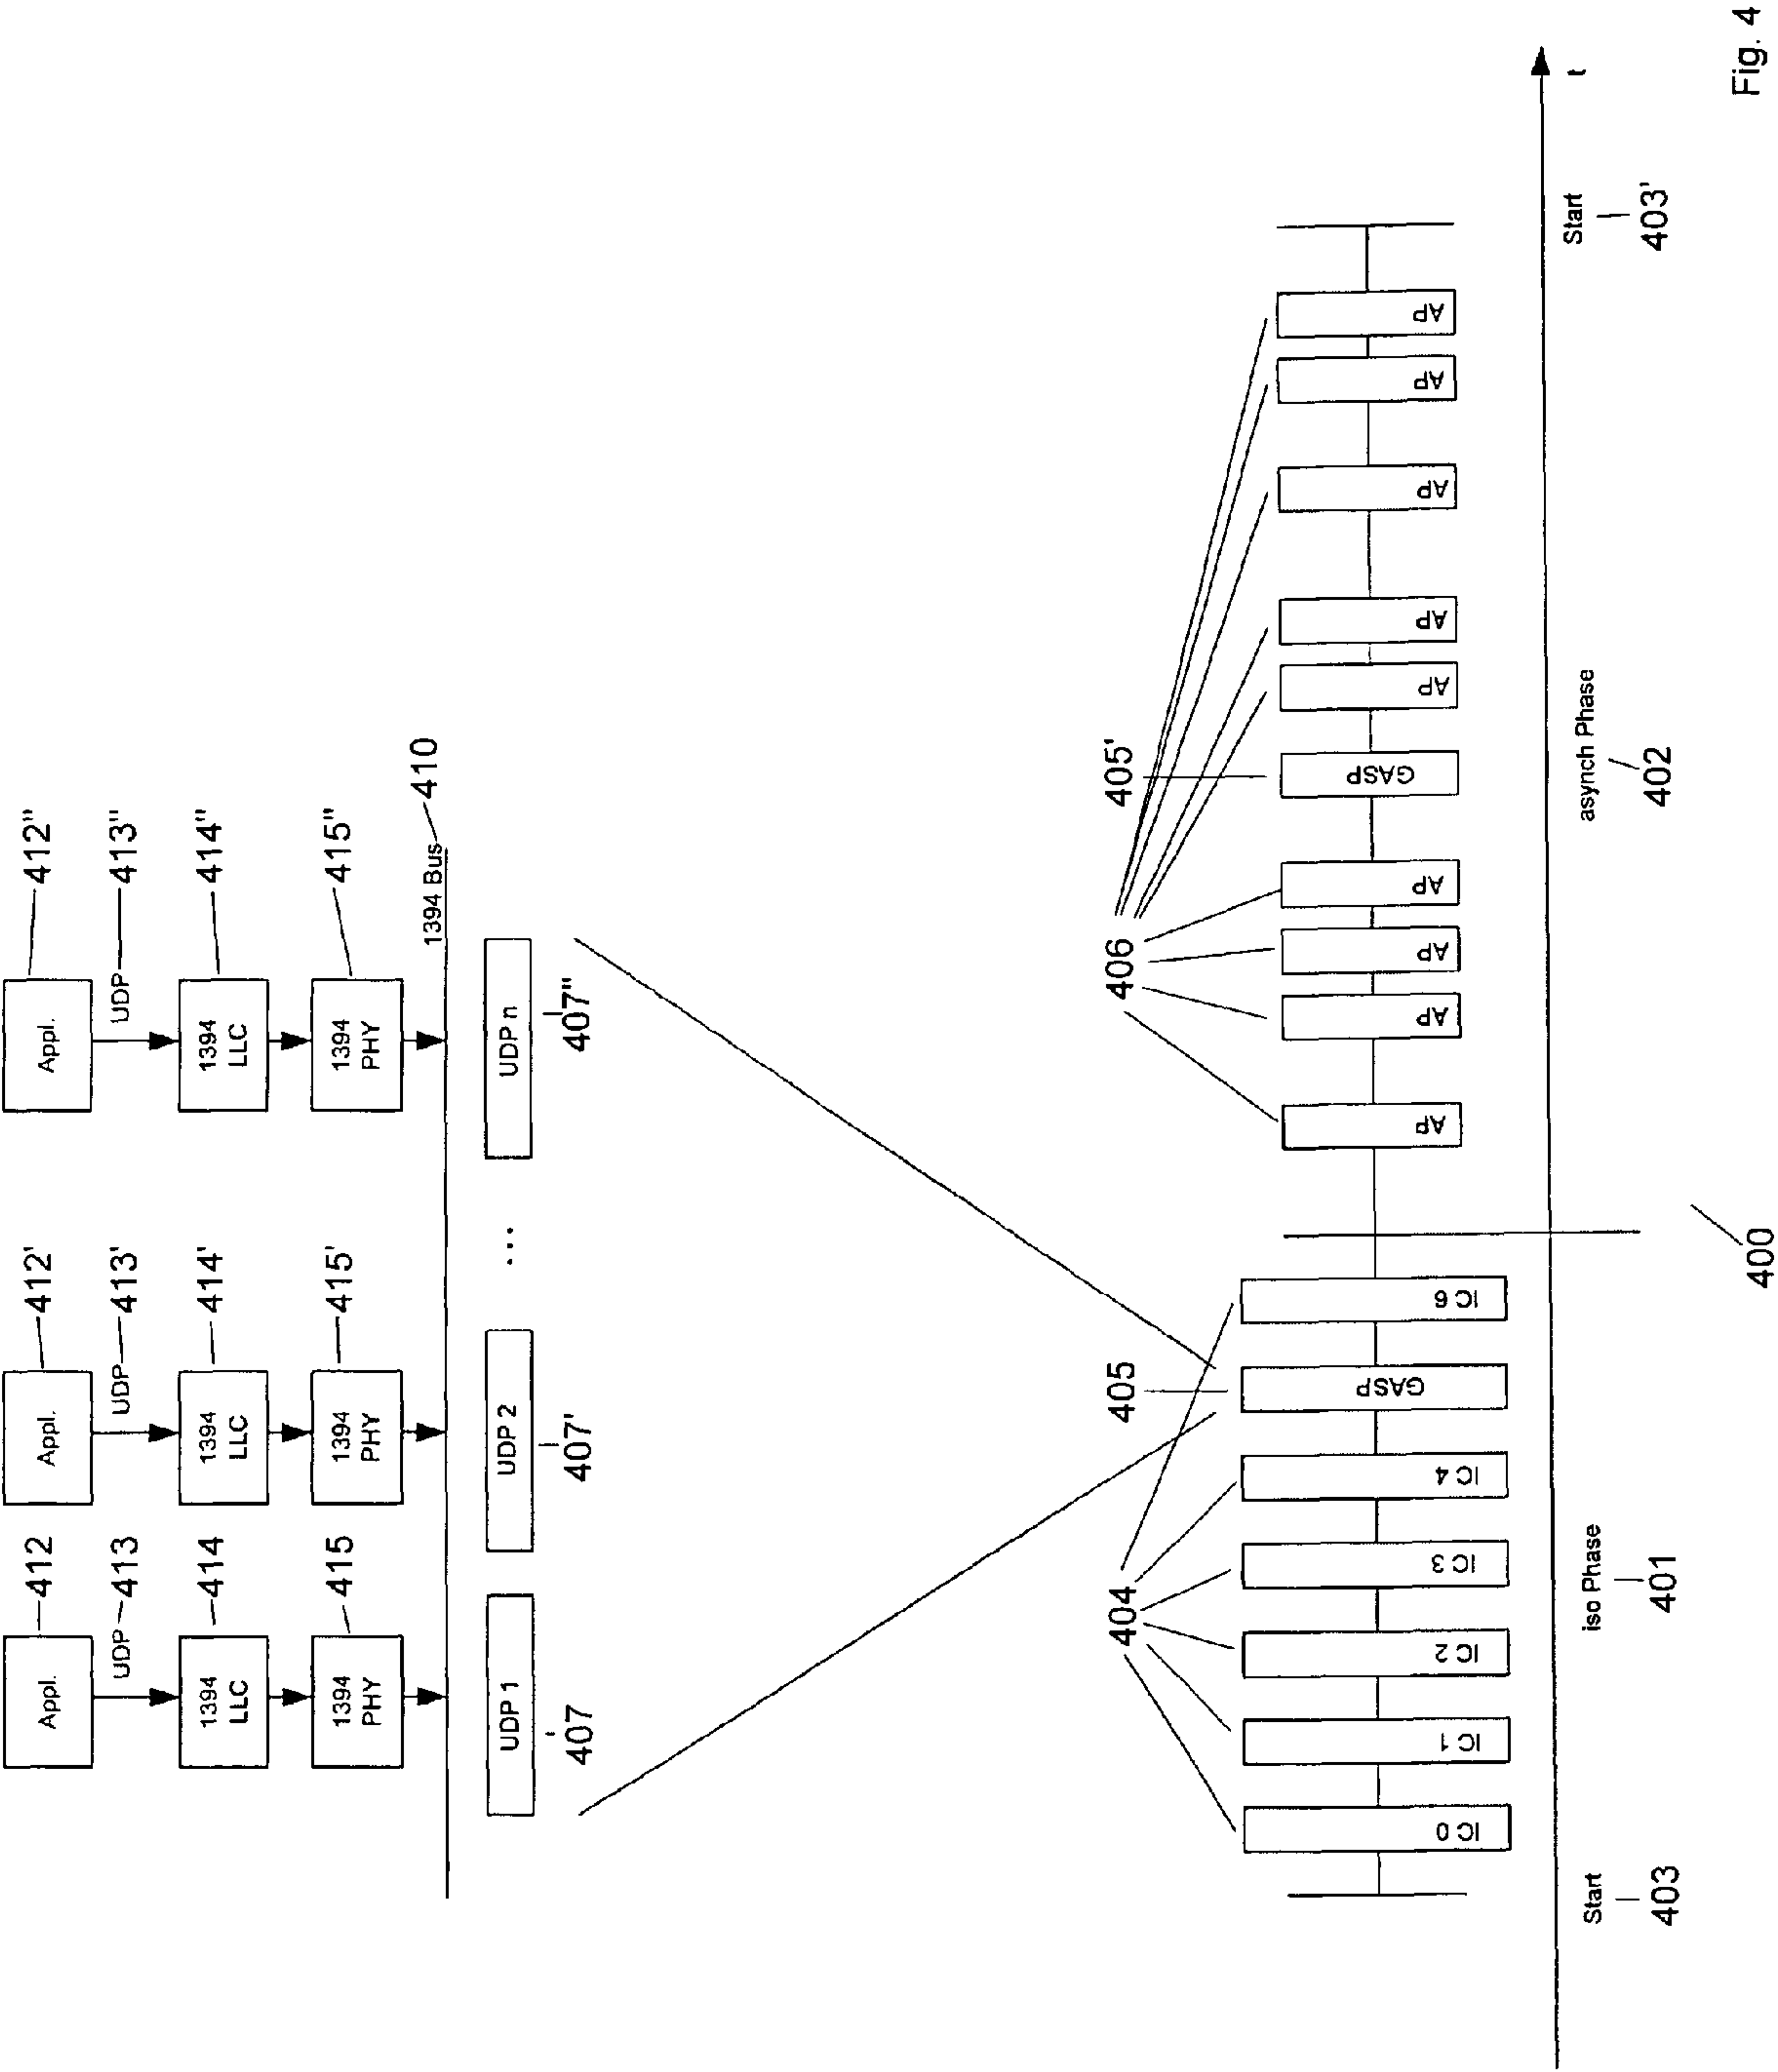 Appl.
412
Appl.
412'
Appl.
412"
UDP
413
UDP
413'
UDP
413"
1394
LLC
414
1394
LLC
414'
1394
LLC
414"
1394
PHY
415
1394
PHY
415'
1394
PHY
415"
1394 Bus
410
UDP 1
UDP 2
...
UDP n
407
407'
407"
404
405
406
405'
IC 0
IC 1
IC 2
IC 3
IC 4
GASP
IC 6
AP
AP
AP
AP
GASP
AP
AP
AP
AP
AP
t
Start
iso Phase
asynch Phase
Start
403
401
402
403'
400
Fig. 4